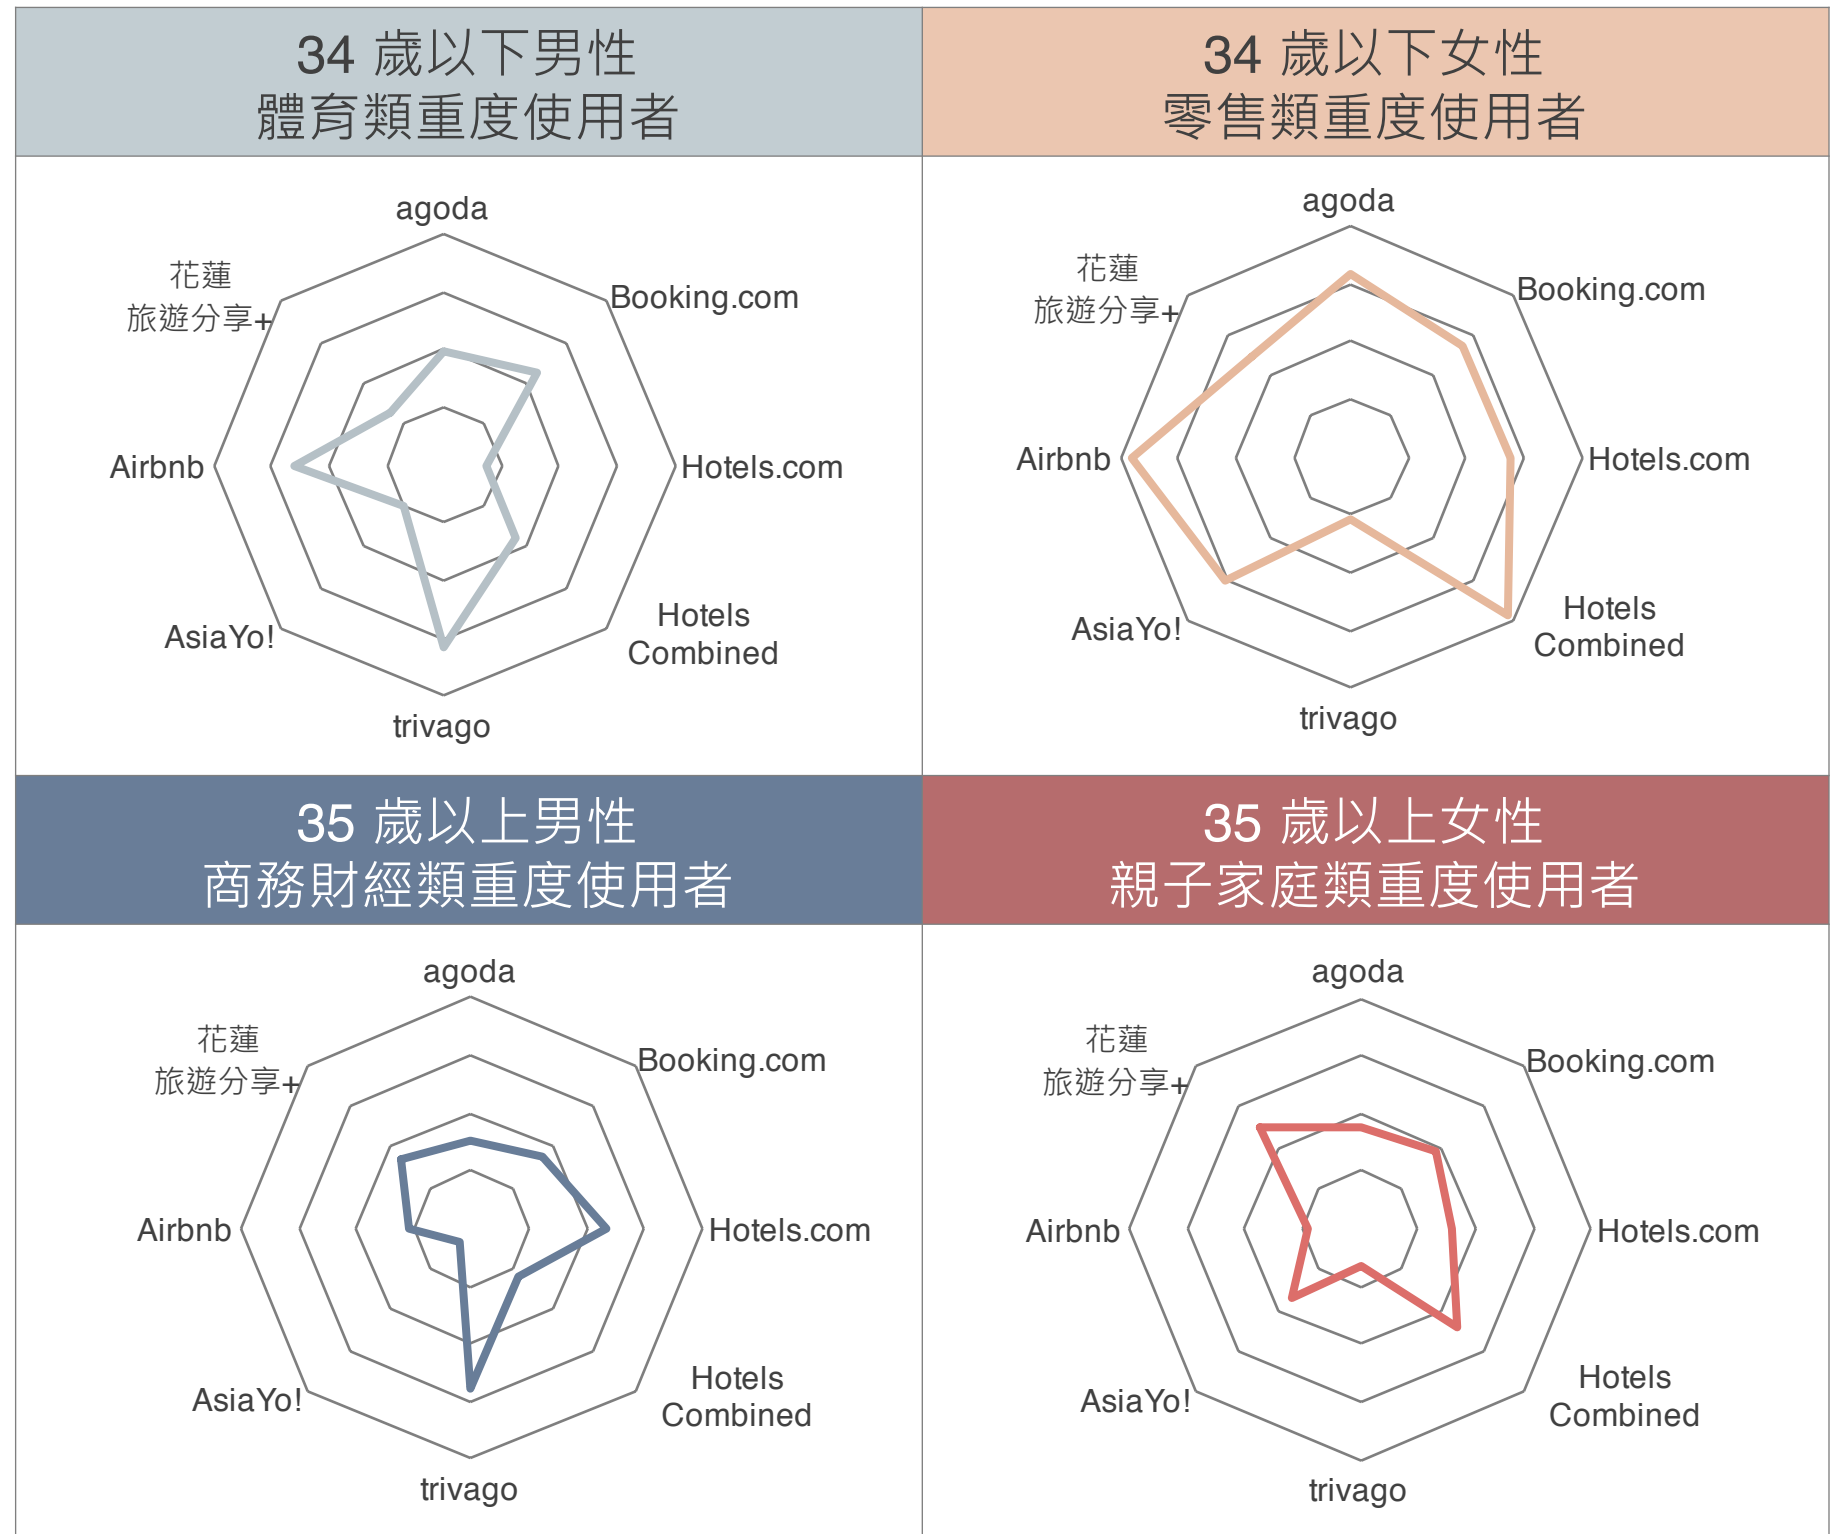 34 歲以下男性
體育類重度使用者
34 歲以下女性
零售類重度使用者
agoda
花蓮
旅遊分享+
Booking.com
Airbnb
Hotels.com
AsiaYo!
Hotels
Combined
trivago
agoda
花蓮
旅遊分享+
Booking.com
Airbnb
Hotels.com
AsiaYo!
Hotels
Combined
trivago
35 歲以上男性
商務財經類重度使用者
35 歲以上女性
親子家庭類重度使用者
agoda
花蓮
旅遊分享+
Booking.com
Airbnb
Hotels.com
AsiaYo!
Hotels
Combined
trivago
agoda
花蓮
旅遊分享+
Booking.com
Airbnb
Hotels.com
AsiaYo!
Hotels
Combined
trivago